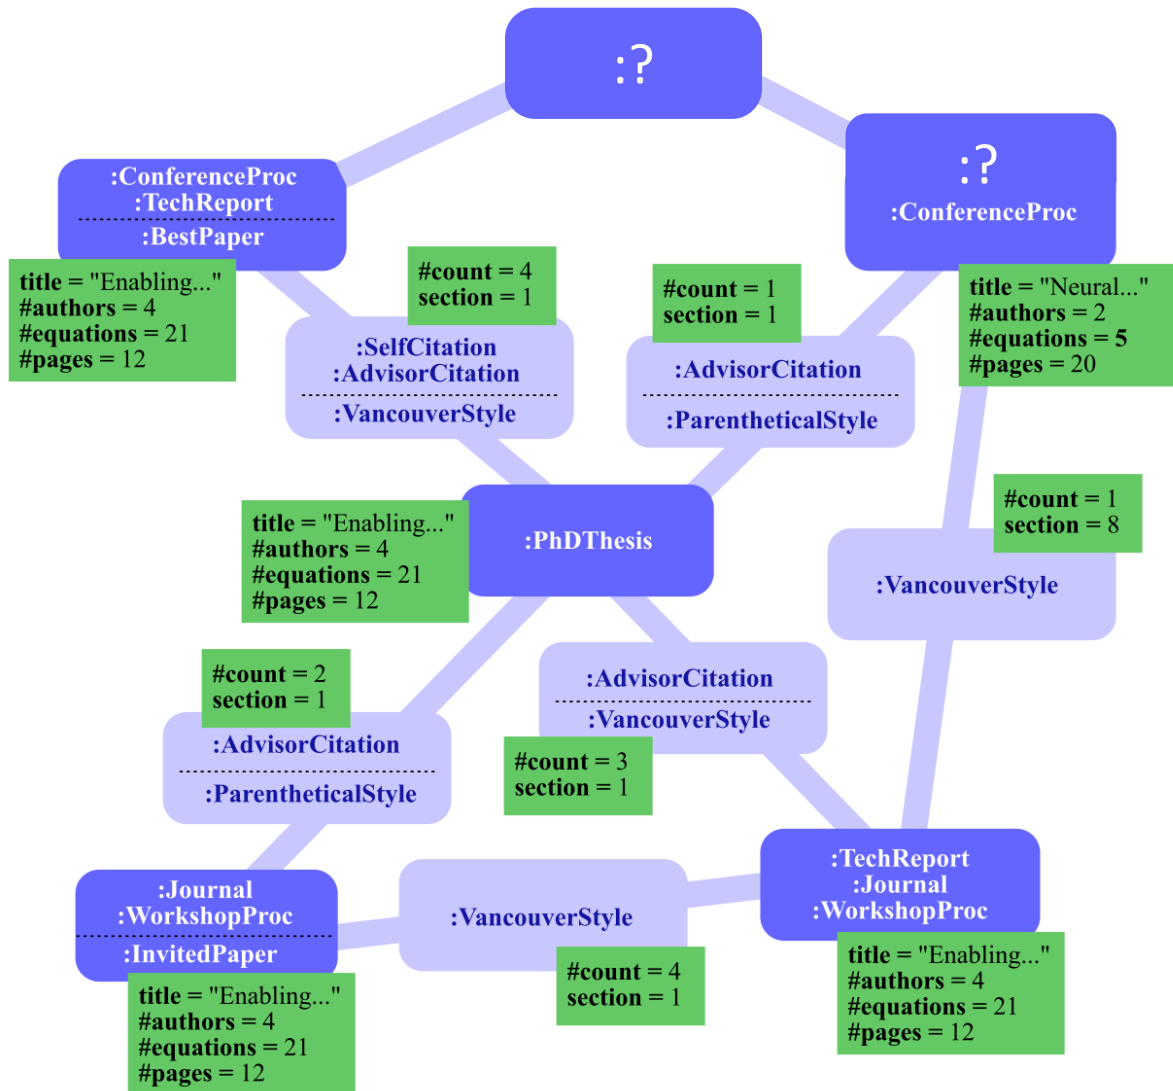 :?
:ConferenceProc
:TechReport
:BestPaper
title = "Enabling..."
#authors = 4
#equations = 21
#pages = 12
:?
:ConferenceProc
title = "Neural..."
#authors = 2
#equations = 5
#pages = 20
#count = 4
section = 1
:SelfCitation
:AdvisorCitation
:VancouverStyle
#count = 1
section = 1
:AdvisorCitation
:ParentheticalStyle
title = "Enabling..."
#authors = 4
#equations = 21
#pages = 12
:PhDThesis
#count = 1
section = 8
:VancouverStyle
#count = 2
section = 1
:AdvisorCitation
:ParentheticalStyle
:AdvisorCitation
:VancouverStyle
#count = 3
section = 1
:Journal
:WorkshopProc
:InvitedPaper
title = "Enabling..."
#authors = 4
#equations = 21
#pages = 12
:VancouverStyle
#count = 4
section = 1
:TechReport
:Journal
:WorkshopProc
title = "Enabling..."
#authors = 4
#equations = 21
#pages = 12